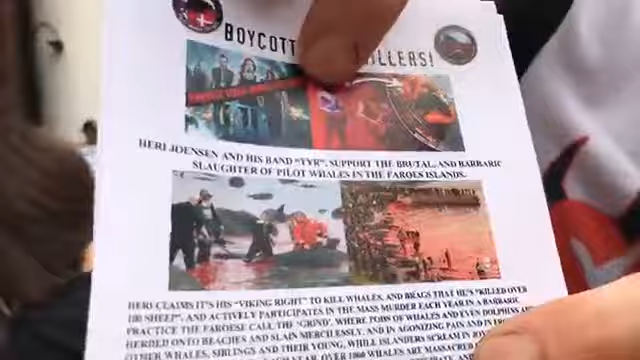 BOYCOTT KILLERS!
HERI JOENSEN AND HIS BAND "TYR", SUPPORT THE BRUTAL, AND BARBARIC
SLAUGHTER OF PILOT WHALES IN THE FAROES ISLANDS.
HERI CLAIMS IT'S HIS "VIKING RIGHT" TO KILL WHALES, AND BRAGS THAT HE'S "KILLED OVER
100 SHEEP", AND ACTIVELY PARTICIPATES IN THE MASS MURDER EACH YEAR IN A BARBARIC
PRACTICE THE FAROESE CALL THE 'GRIND', WHERE PODS OF WHALES AND EVEN DOLPHINS ARE
HERDED ONTO BEACHES AND SLAIN MERCILESSLY, AND IN AGONIZING PAIN AND IN
OTHER WHALES, SIBLINGS AND THEIR YOUNG, WHILE ISLANDERS SCREAM IN
YEAR, OVER 1000 WHALES ARE MASSACRED